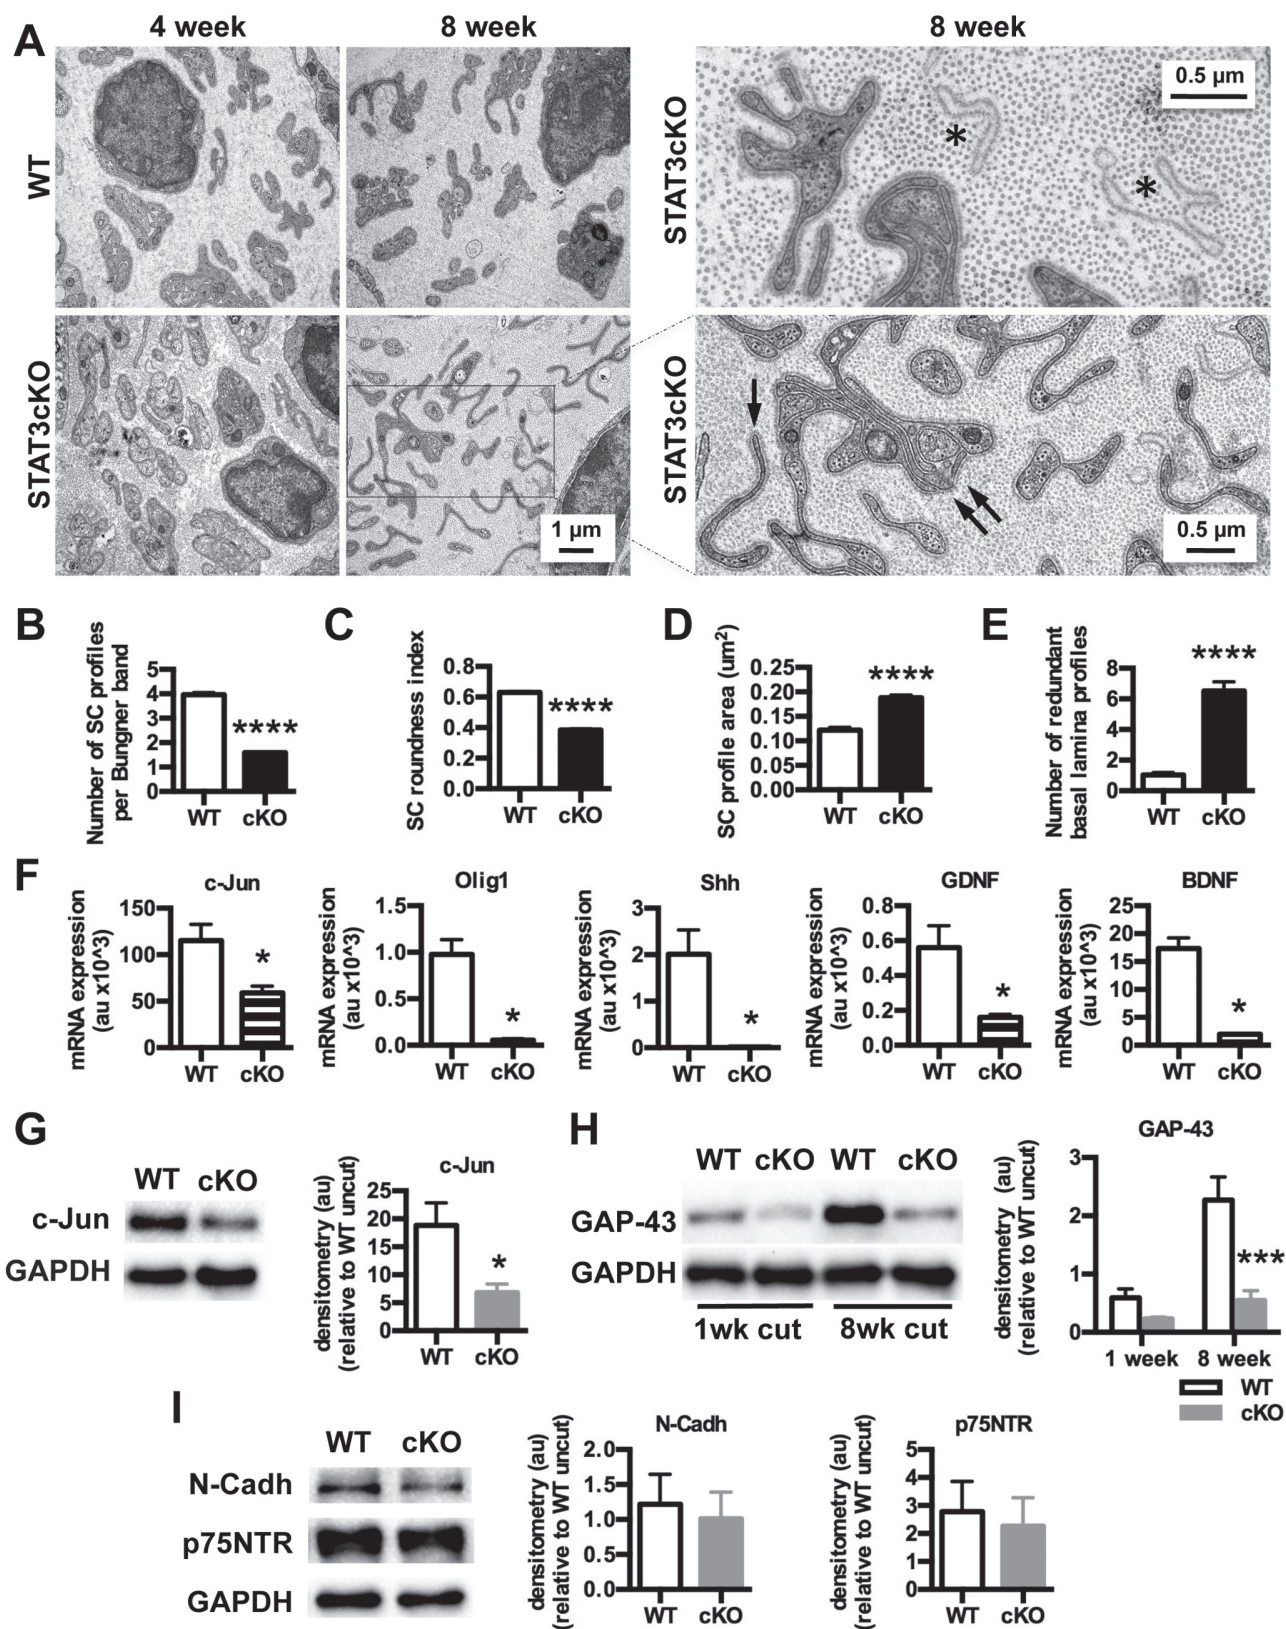 A
4 week
8 week
8 week
WT
STAT3cKO
1 µm
STAT3cKO
0.5 µm
*
*
STAT3cKO
0.5 µm
B
Number of SC profiles
per Bungner band
5
4
3
2
1
0
****
WT
cKO
C
SC roundness index
0.8
0.6
0.4
0.2
0.0
****
WT
cKO
D
SC profile area (um²)
0.25
0.20
0.15
0.10
0.05
0.00
****
WT
cKO
E
Number of redundant
basal lamina profiles
8
6
4
2
0
****
WT
cKO
F
c-Jun
mRNA expression
(au x10^3)
150
100
50
0
*
WT
cKO
Olig1
mRNA expression
(au x10^3)
1.5
1.0
0.5
0.0
*
WT
cKO
Shh
mRNA expression
(au x10^3)
3
2
1
0
*
WT
cKO
GDNF
mRNA expression
(au x10^3)
0.8
0.6
0.4
0.2
0.0
*
WT
cKO
BDNF
mRNA expression
(au x10^3)
25
20
15
10
5
0
*
WT
cKO
G
WT
cKO
c-Jun
GAPDH
c-Jun
densitometry (au)
(relative to WT uncut)
25
20
15
10
5
0
*
WT
cKO
H
WT cKO WT cKO
GAP-43
GAPDH
1wk cut
8wk cut
GAP-43
densitometry (au)
(relative to WT uncut)
3
2
1
0
***
1 week
8 week
WT
cKO
I
WT
cKO
N-Cadh
p75NTR
GAPDH
N-Cadh
densitometry (au)
(relative to WT uncut)
2.0
1.5
1.0
0.5
0.0
WT
cKO
p75NTR
densitometry (au)
(relative to WT uncut)
5
4
3
2
1
0
WT
cKO